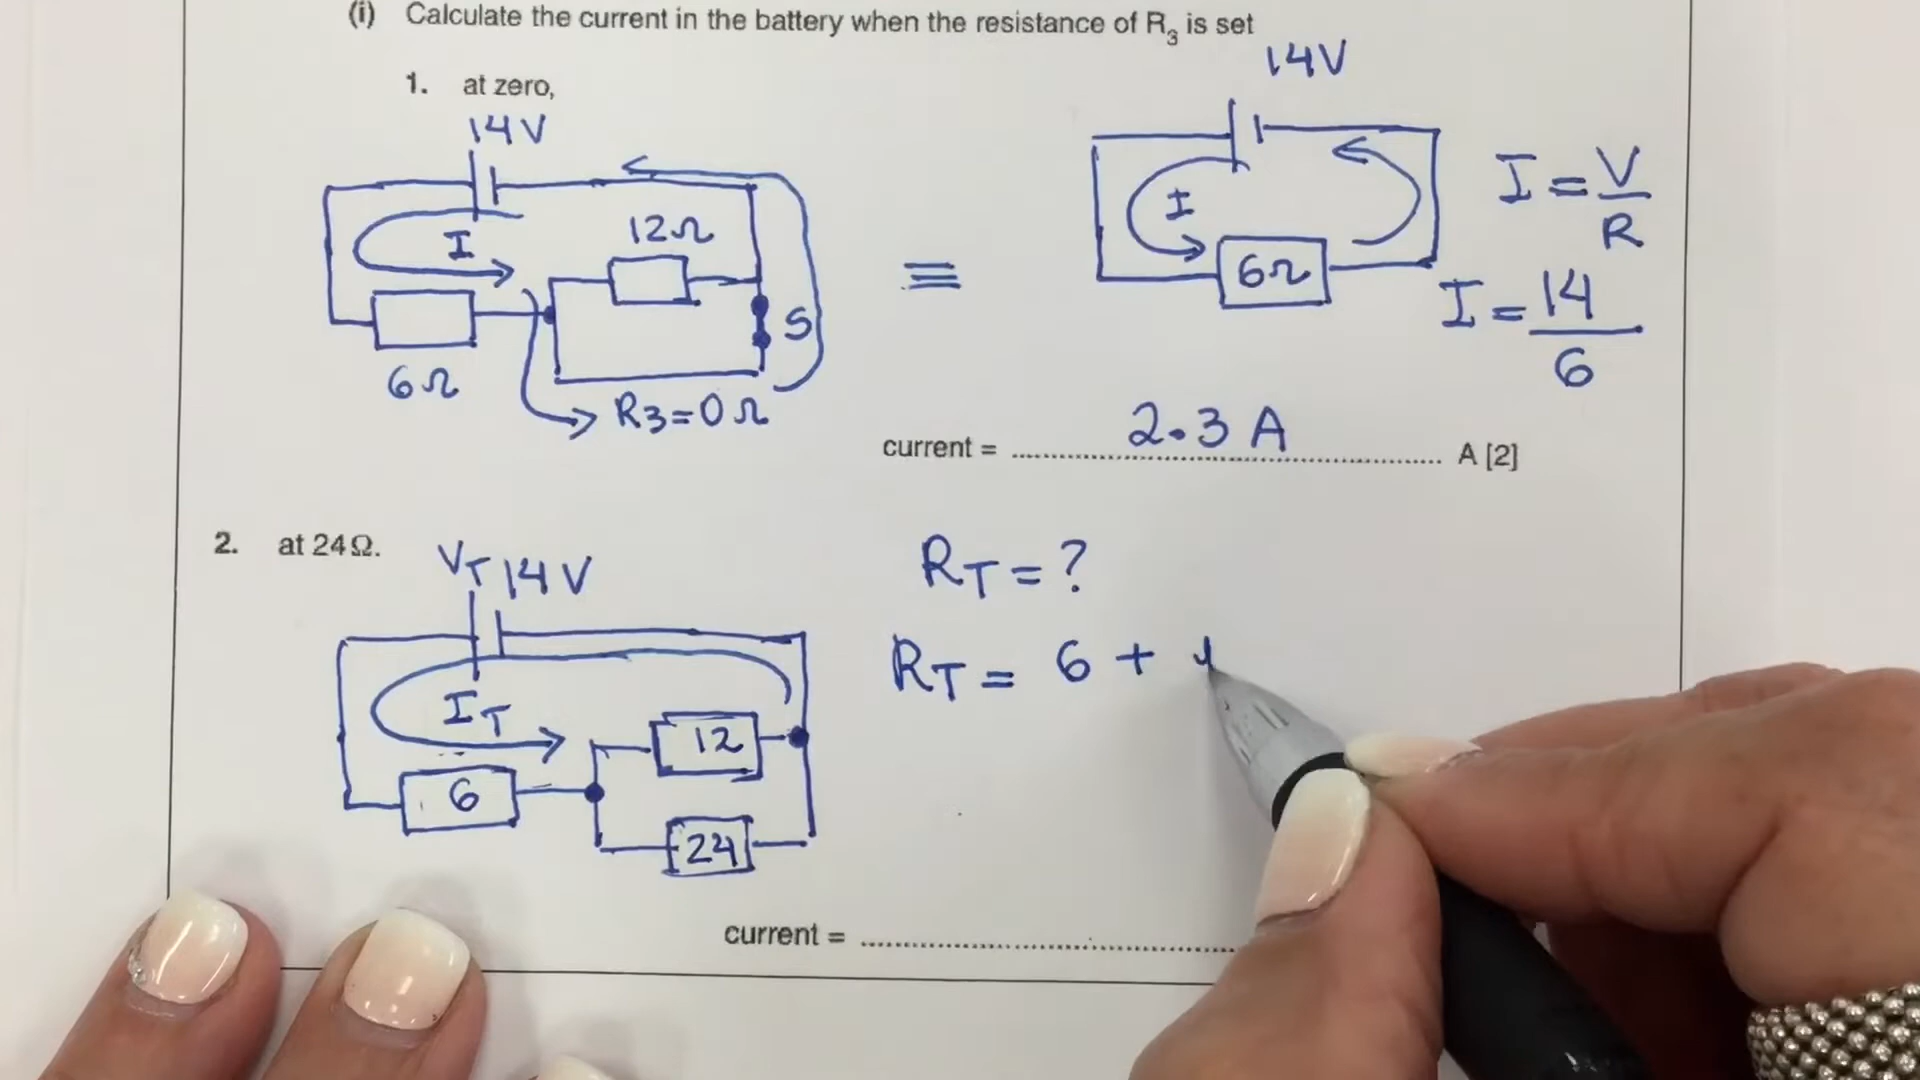 (i) Calculate the current in the battery when the resistance of R3 is set
1. at zero,
14V
I
12Ω
6Ω
S
R3=0Ω
≡
14V
I
6Ω
I = V/R
I = 14/6
current = .......... 2.3 A .......... A [2]
2. at 24Ω.
VT 14V
IT
6
12
24
RT = ?
RT = 6 +
current = ..........